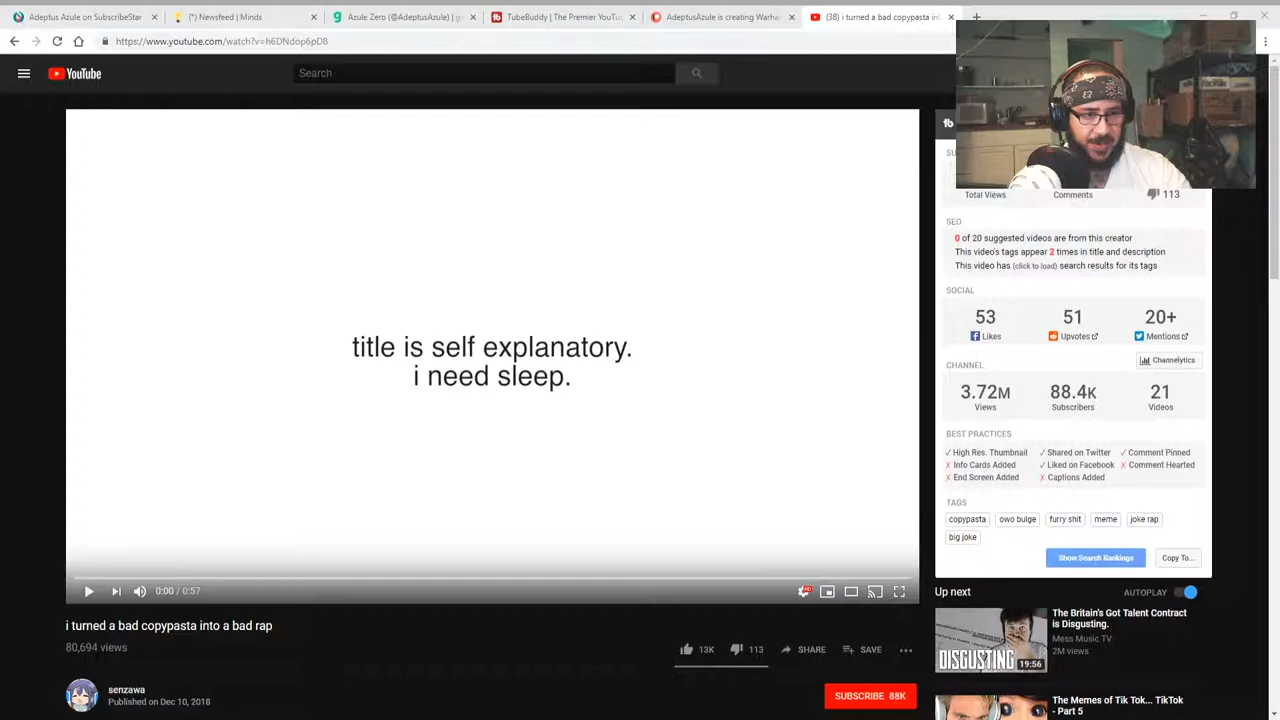 Adeptus Azule on SubscribeStar
(*) Newsfeed | Minds
Azule Zero (@AdeptusAzule) | g
TubeBuddy | The Premier YouTu
AdeptusAzule is creating Warha
(38) i turned a bad copypasta int
https://www.youtube.com/watch?v=h6DNdop6pD8
YouTube
Search
title is self explanatory.
i need sleep.
0:00 / 0:57
i turned a bad copypasta into a bad rap
80,694 views
13K
113
SHARE
SAVE
senzawa
Published on Dec 10, 2018
SUBSCRIBE 88K
tb
Total Views
Comments
113
SEO
0 of 20 suggested videos are from this creator
This video's tags appear 2 times in title and description
This video has (click to load) search results for its tags
SOCIAL
53
51
20+
Likes
Upvotes
Mentions
Channelytics
CHANNEL
3.72M
88.4K
21
Views
Subscribers
Videos
BEST PRACTICES
✓ High Res. Thumbnail
✓ Shared on Twitter
✓ Comment Pinned
✗ Info Cards Added
✓ Liked on Facebook
✗ Comment Hearted
✗ End Screen Added
✗ Captions Added
TAGS
copypasta
owo bulge
furry shit
meme
joke rap
big joke
Show Search Rankings
Copy To...
Up next
AUTOPLAY
DISGUSTING
19:56
The Britain's Got Talent Contract
is Disgusting.
Mess Music TV
2M views
The Memes of Tik Tok... TikTok
- Part 5